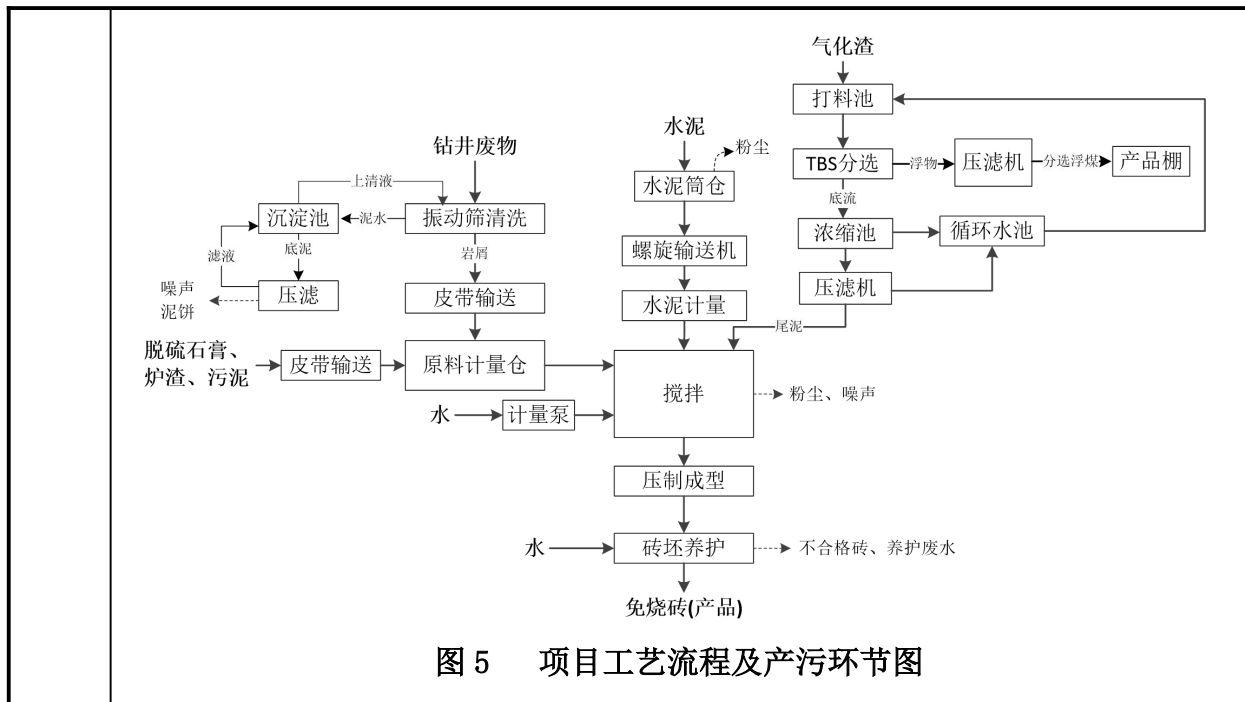 气化渣
打料池
水泥
粉尘
钻井废物
TBS分选
浮物
压滤机
分选浮煤
产品棚
上清液
水泥筒仓
底流
沉淀池
泥水
振动筛清洗
浓缩池
循环水池
滤液
底泥
岩屑
螺旋输送机
噪声
泥饼
压滤
皮带输送
水泥计量
压滤机
尾泥
脱硫石膏、
炉渣、污泥
皮带输送
原料计量仓
搅拌
粉尘、噪声
水
计量泵
压制成型
水
砖坯养护
不合格砖、养护废水
免烧砖(产品)
图 5 项目工艺流程及产污环节图